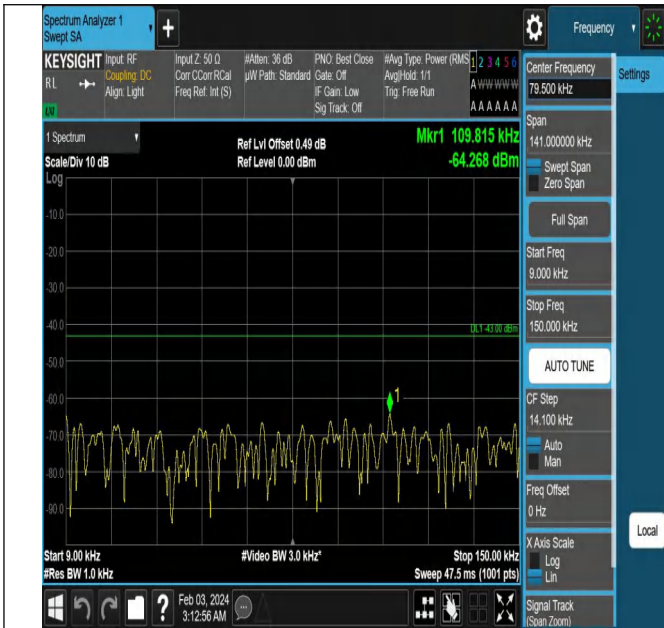 Spectrum Analyzer 1
Swept SA
Frequency
KEYSIGHT
RL
LXI
Input: RF
Coupling: DC
Align: Light
Input Z: 50 Ω
Corr CCorr RCal
Freq Ref: Int (S)
#Atten: 36 dB
µW Path: Standard
PNO: Best Close
Gate: Off
IF Gain: Low
Sig Track: Off
#Avg Type: Power (RMS
Avg|Hold: 1/1
Trig: Free Run
1 2 3 4 5 6
A W W W W W
A A A A A A
Center Frequency
79.500 kHz
Settings
Span
141.000000 kHz
Swept Span
Zero Span
Full Span
Start Freq
9.000 kHz
Stop Freq
150.000 kHz
AUTO TUNE
CF Step
14.100 kHz
Auto
Man
Freq Offset
0 Hz
X Axis Scale
Log
Lin
Signal Track
(Span Zoom)
Local
1 Spectrum
Scale/Div 10 dB
Log
Ref Lvl Offset 0.49 dB
Ref Level 0.00 dBm
Mkr1 109.815 kHz
-64.268 dBm
-10.0
-20.0
-30.0
-40.0
DL1 -43.00 dBm
-50.0
-60.0
1
-70.0
-80.0
-90.0
Start 9.00 kHz
#Video BW 3.0 kHz*
Stop 150.00 kHz
#Res BW 1.0 kHz
Sweep 47.5 ms (1001 pts)
?
Feb 03, 2024
3:12:56 AM